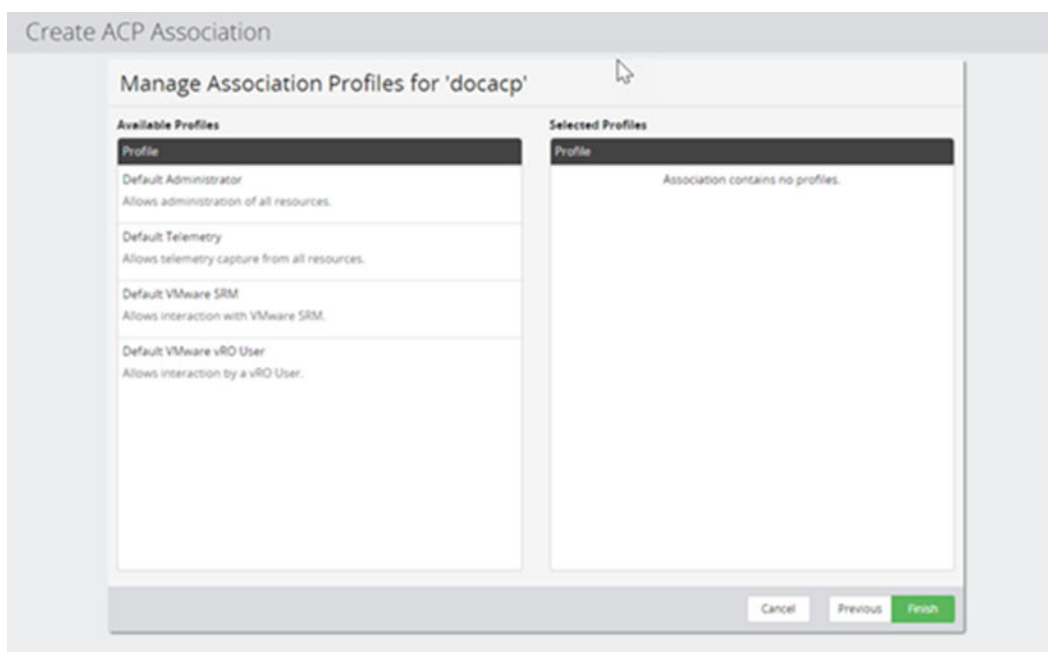 Create ACP Association
Manage Association Profiles for 'docacp'
Available Profiles
Profile
Default Administrator
Allows administration of all resources.
Default Telemetry
Allows telemetry capture from all resources.
Default VMware SRM
Allows interaction with VMware SRM.
Default VMware vRO User
Allows interaction by a vRO User.
Selected Profiles
Profile
Association contains no profiles.
Cancel
Previous
Finish